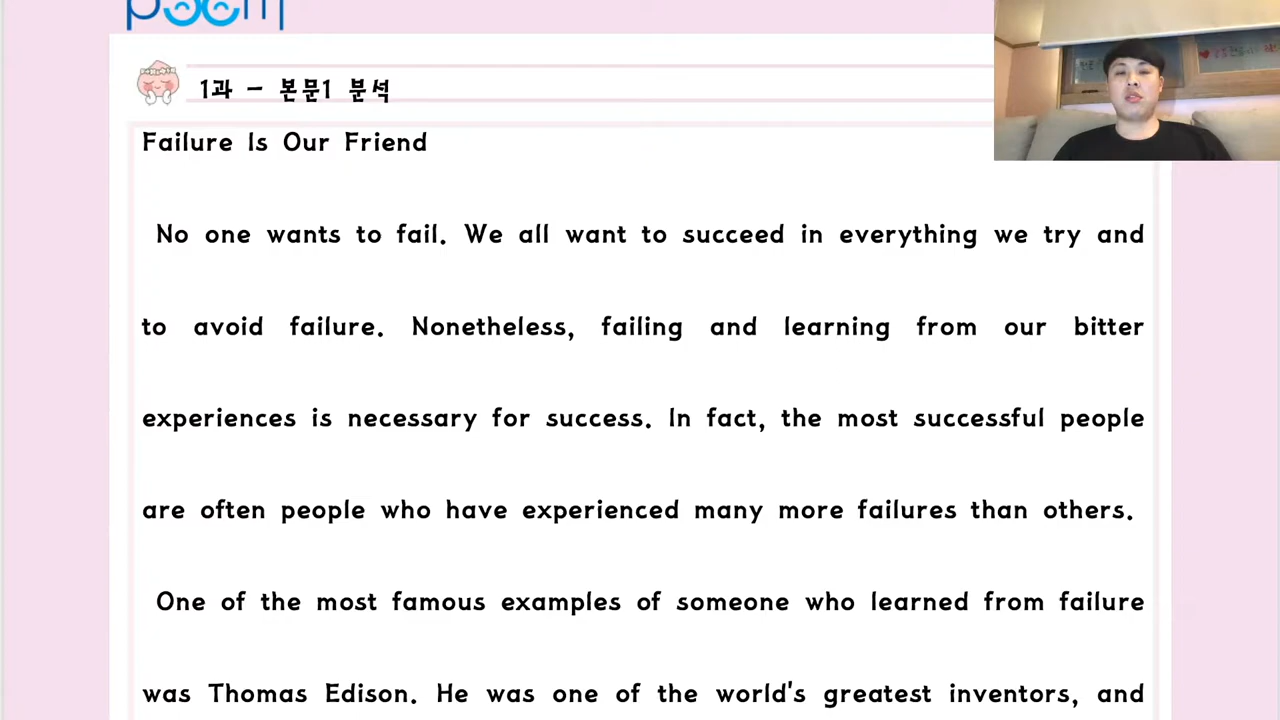 poem
1과 - 본문1 분석
Failure Is Our Friend
No one wants to fail. We all want to succeed in everything we try and
to avoid failure. Nonetheless, failing and learning from our bitter
experiences is necessary for success. In fact, the most successful people
are often people who have experienced many more failures than others.
One of the most famous examples of someone who learned from failure
was Thomas Edison. He was one of the world's greatest inventors, and